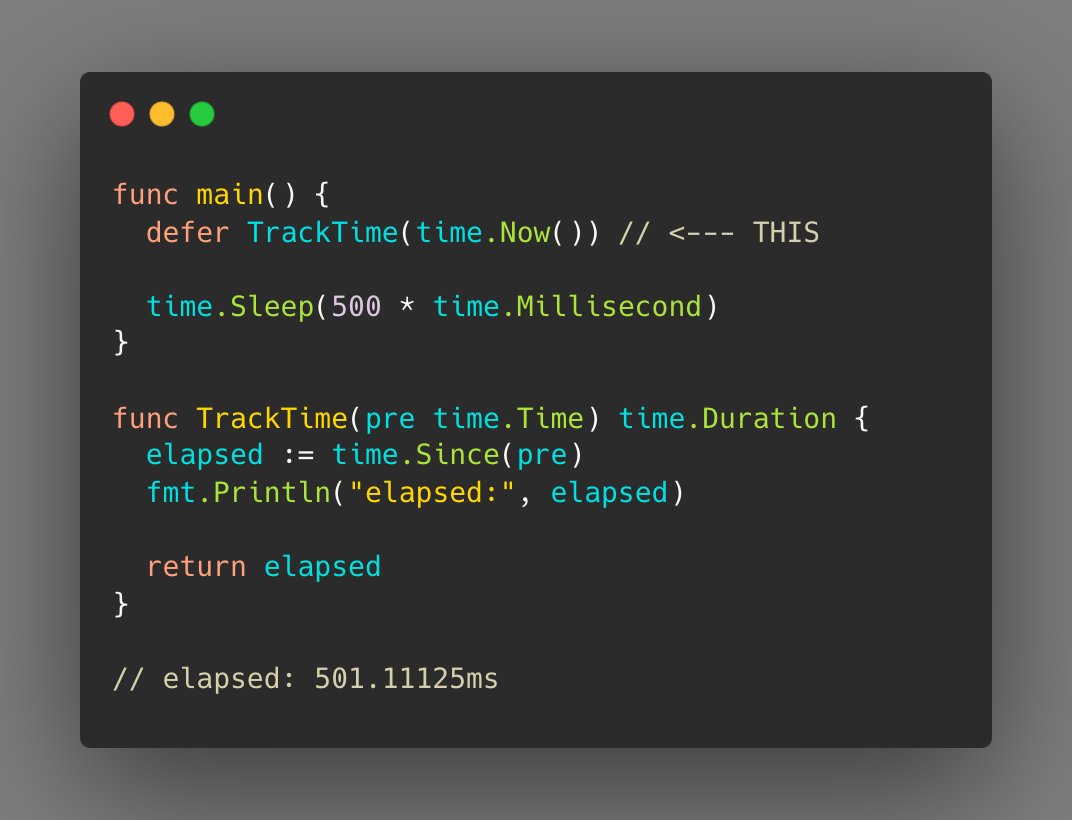 func main() {
  defer TrackTime(time.Now()) // <--- THIS

  time.Sleep(500 * time.Millisecond)
}

func TrackTime(pre time.Time) time.Duration {
  elapsed := time.Since(pre)
  fmt.Println("elapsed:", elapsed)

  return elapsed
}

// elapsed: 501.11125ms